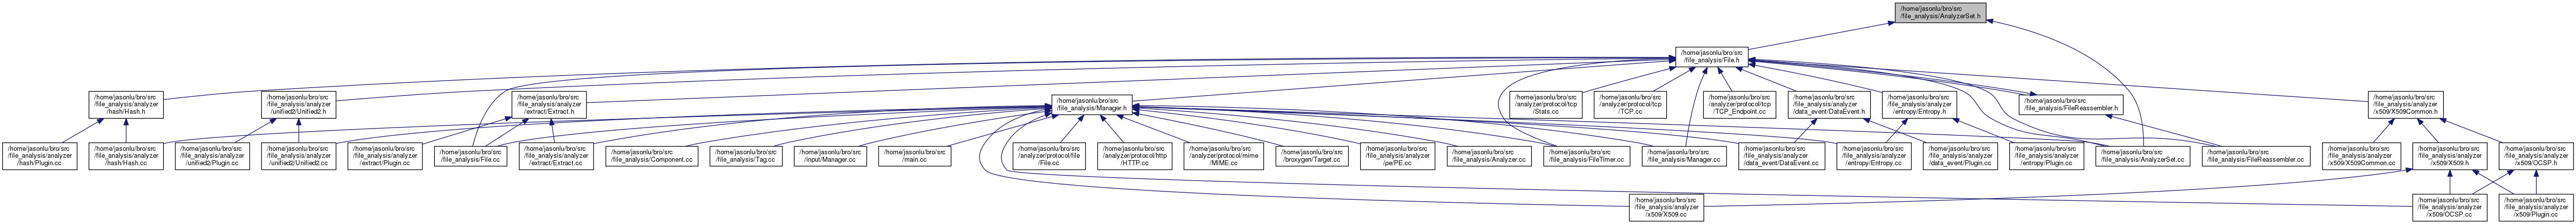 /home/jasonlu/bro/src
/file_analysis/AnalyzerSet.h
/home/jasonlu/bro/src
/file_analysis/File.h
/home/jasonlu/bro/src
/file_analysis/analyzer
/hash/Hash.h
/home/jasonlu/bro/src
/file_analysis/analyzer
/unified2/Unified2.h
/home/jasonlu/bro/src
/file_analysis/analyzer
/extract/Extract.h
/home/jasonlu/bro/src
/file_analysis/Manager.h
/home/jasonlu/bro/src
/analyzer/protocol/tcp
/Stats.cc
/home/jasonlu/bro/src
/analyzer/protocol/tcp
/TCP.cc
/home/jasonlu/bro/src
/analyzer/protocol/tcp
/TCP_Endpoint.cc
/home/jasonlu/bro/src
/file_analysis/analyzer
/data_event/DataEvent.h
/home/jasonlu/bro/src
/file_analysis/analyzer
/entropy/Entropy.h
/home/jasonlu/bro/src
/file_analysis/FileReassembler.h
/home/jasonlu/bro/src
/file_analysis/analyzer
/x509/X509Common.h
/home/jasonlu/bro/src
/file_analysis/analyzer
/hash/Plugin.cc
/home/jasonlu/bro/src
/file_analysis/analyzer
/hash/Hash.cc
/home/jasonlu/bro/src
/file_analysis/analyzer
/unified2/Plugin.cc
/home/jasonlu/bro/src
/file_analysis/analyzer
/unified2/Unified2.cc
/home/jasonlu/bro/src
/file_analysis/analyzer
/extract/Plugin.cc
/home/jasonlu/bro/src
/file_analysis/File.cc
/home/jasonlu/bro/src
/file_analysis/analyzer
/extract/Extract.cc
/home/jasonlu/bro/src
/file_analysis/Component.cc
/home/jasonlu/bro/src
/file_analysis/Tag.cc
/home/jasonlu/bro/src
/input/Manager.cc
/home/jasonlu/bro/src
/main.cc
/home/jasonlu/bro/src
/analyzer/protocol/file
/File.cc
/home/jasonlu/bro/src
/analyzer/protocol/http
/HTTP.cc
/home/jasonlu/bro/src
/analyzer/protocol/mime
/MIME.cc
/home/jasonlu/bro/src
/broxygen/Target.cc
/home/jasonlu/bro/src
/file_analysis/analyzer
/pe/PE.cc
/home/jasonlu/bro/src
/file_analysis/Analyzer.cc
/home/jasonlu/bro/src
/file_analysis/FileTimer.cc
/home/jasonlu/bro/src
/file_analysis/Manager.cc
/home/jasonlu/bro/src
/file_analysis/analyzer
/data_event/DataEvent.cc
/home/jasonlu/bro/src
/file_analysis/analyzer
/entropy/Entropy.cc
/home/jasonlu/bro/src
/file_analysis/analyzer
/data_event/Plugin.cc
/home/jasonlu/bro/src
/file_analysis/analyzer
/entropy/Plugin.cc
/home/jasonlu/bro/src
/file_analysis/AnalyzerSet.cc
/home/jasonlu/bro/src
/file_analysis/FileReassembler.cc
/home/jasonlu/bro/src
/file_analysis/analyzer
/x509/X509Common.cc
/home/jasonlu/bro/src
/file_analysis/analyzer
/x509/X509.h
/home/jasonlu/bro/src
/file_analysis/analyzer
/x509/OCSP.h
/home/jasonlu/bro/src
/file_analysis/analyzer
/x509/X509.cc
/home/jasonlu/bro/src
/file_analysis/analyzer
/x509/OCSP.cc
/home/jasonlu/bro/src
/file_analysis/analyzer
/x509/Plugin.cc